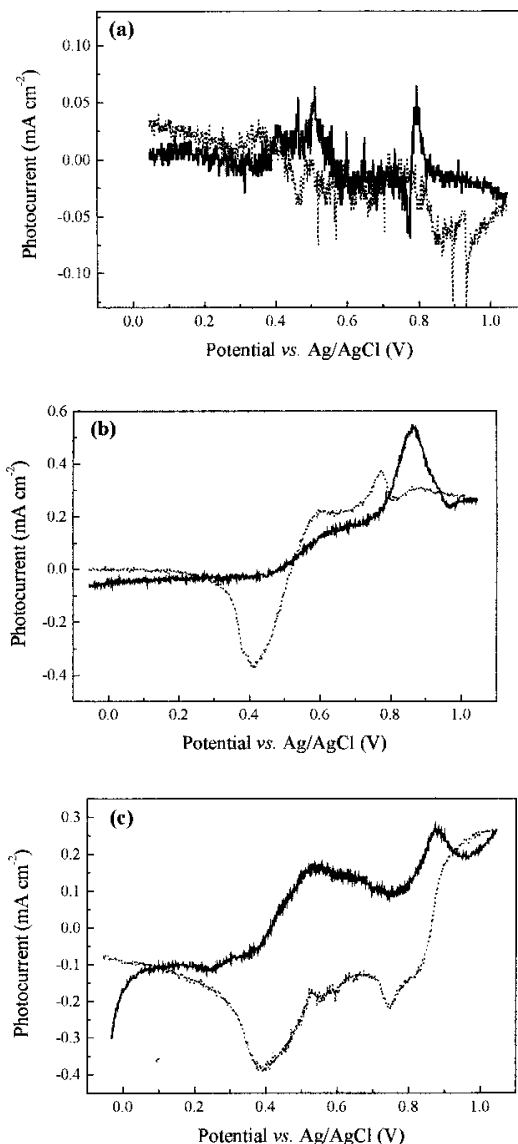 (a)
0.10
0.05
0.00
-0.05
-0.10
Photocurrent (mA cm-2)
0.0 0.2 0.4 0.6 0.8 1.0
Potential vs. Ag/AgCl (V)
(b)
0.6
0.4
0.2
0.0
-0.2
-0.4
Photocurrent (mA cm-2)
0.0 0.2 0.4 0.6 0.8 1.0
Potential vs. Ag/AgCl (V)
(c)
0.3
0.2
0.1
-0.1
-0.2
-0.3
-0.4
Photocurrent (mA cm-2)
0.0 0.2 0.4 0.6 0.8 1.0
Potential vs. Ag/AgCl (V)